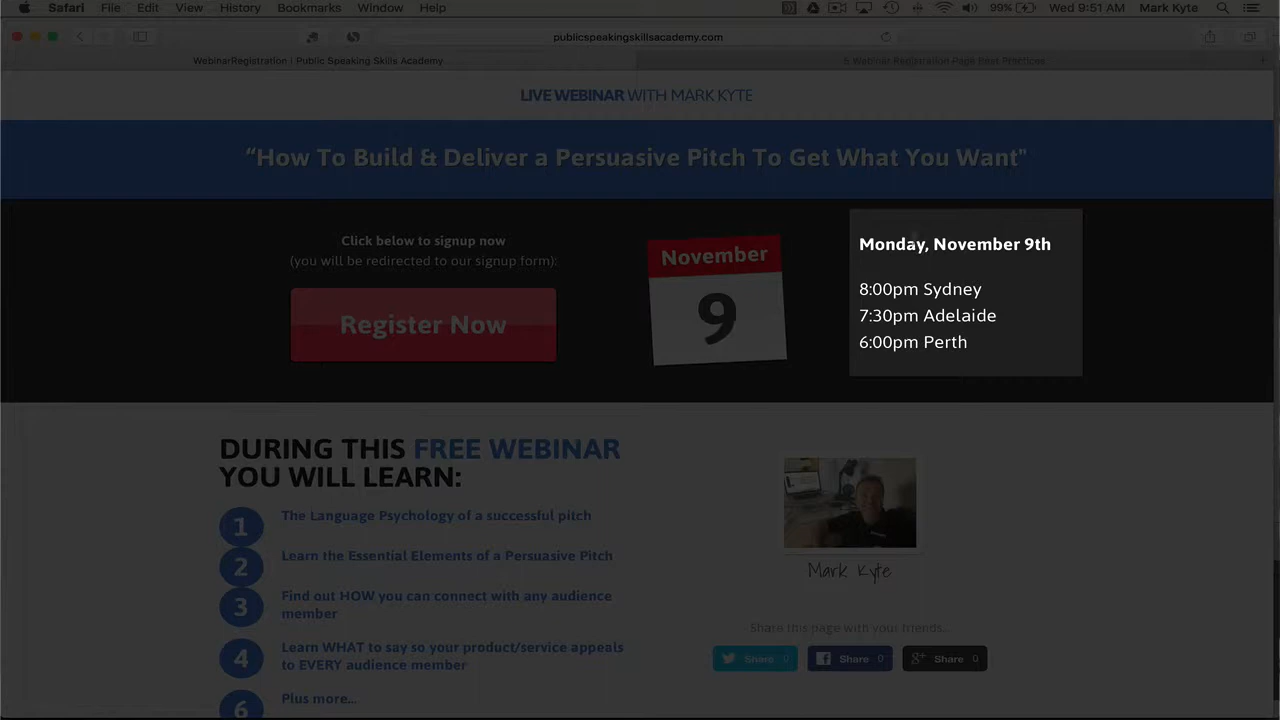 Safari File Edit View History Bookmarks Window Help 99% Wed 9:51 AM Mark Kyte
publicspeakingskillsacademy.com
WebinarRegistration | Public Speaking Skills Academy
5 Webinar Registration Page Best Practices
LIVE WEBINAR WITH MARK KYTE
“How To Build & Deliver a Persuasive Pitch To Get What You Want"
Click below to signup now
(you will be redirected to our signup form):
Register Now
November
9
Monday, November 9th
8:00pm Sydney
7:30pm Adelaide
6:00pm Perth
DURING THIS FREE WEBINAR
YOU WILL LEARN:
1 The Language Psychology of a successful pitch
2 Learn the Essential Elements of a Persuasive Pitch
3 Find out HOW you can connect with any audience
member
4 Learn WHAT to say so your product/service appeals
to EVERY audience member
6 Plus more...
Mark Kyte
Share this page with your friends...
Share 0
Share 0
Share 0